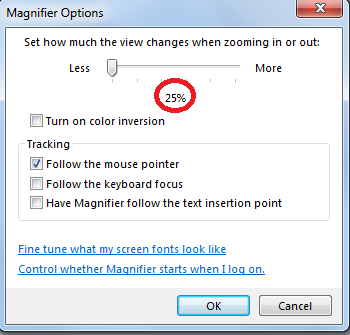 Magnifier Options
Set how much the view changes when zooming in or out:
Less More
25%
Turn on color inversion
Tracking
Follow the mouse pointer
Follow the keyboard focus
Have Magnifier follow the text insertion point
Fine tune what my screen fonts look like
Control whether Magnifier starts when I log on.
OK Cancel